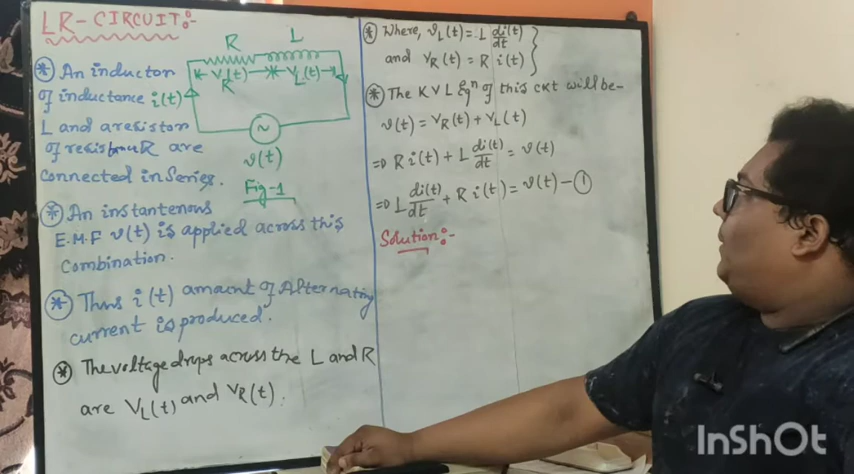 LR-CIRCUIT:-
* An inductor
of inductance
L and a resistor
of resistance R are
connected in Series.
* An instantenous
E.M.F v(t) is applied across this
combination.
* Thus i(t) amount of Alternating
current is produced.
* The voltage drops across the L and R
are VL(t) and VR(t).
R L
VR(t) VL(t)
i(t)
~
v(t)
Fig-1
* Where, vL(t) = L di(t)/dt
and VR(t) = R i(t)
* The KVL Eqn of this ckt will be-
v(t) = VR(t) + VL(t)
=> R i(t) + L di(t)/dt = v(t)
=> L di(t)/dt + R i(t) = v(t) - 1
Solution:-
InShOt